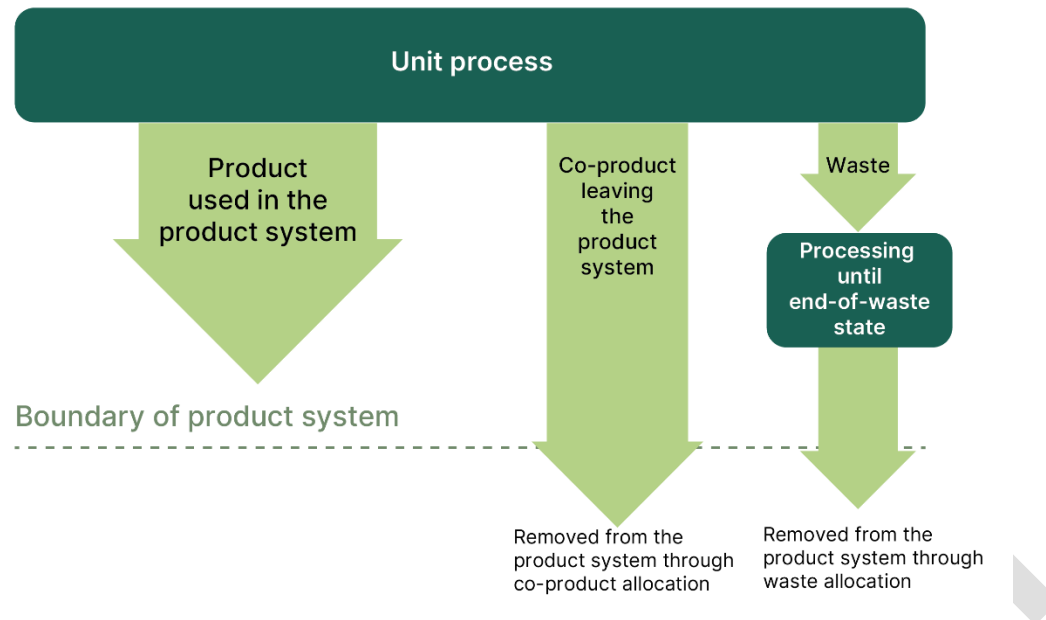 Unit process
Product
used in the
product system
Co-product
leaving
the
product
system
Waste
Processing
until
end-of-waste
state
Boundary of product system
Removed from the
product system through
co-product allocation
Removed from the
product system through
waste allocation